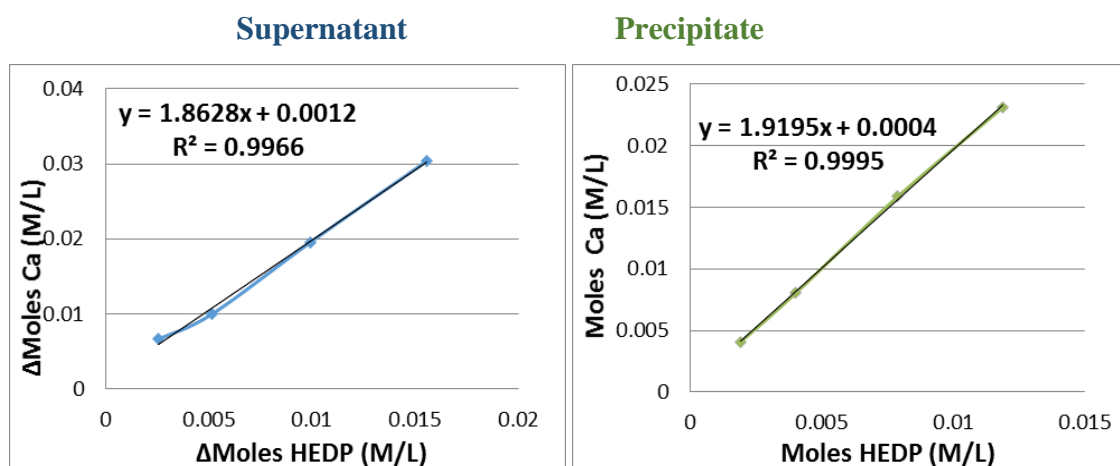 Supernatant
Precipitate
y = 1.8628x + 0.0012
R² = 0.9966
ΔMoles Ca (M/L)
0.04
0.03
0.02
0.01
0
0
0.005
0.01
0.015
0.02
ΔMoles HEDP (M/L)
y = 1.9195x + 0.0004
R² = 0.9995
Moles Ca (M/L)
0.025
0.02
0.015
0.01
0.005
0
0
0.005
0.01
0.015
Moles HEDP (M/L)